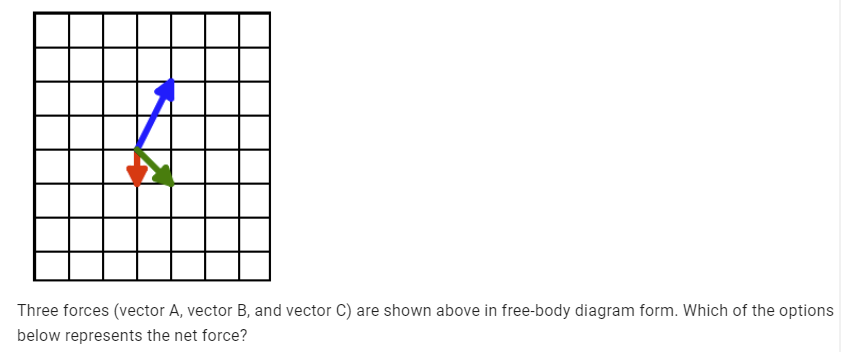 Three forces (vector A, vector B, and vector C) are shown above in free-body diagram form. Which of the options
below represents the net force?